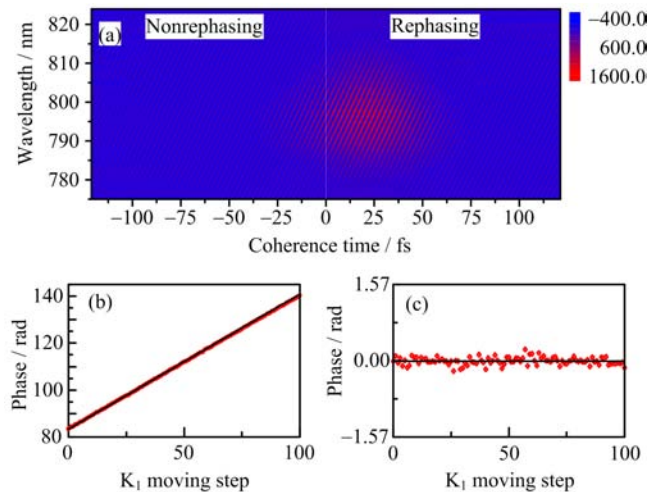 (a) Nonrephasing Rephasing
−400.0
600.0
1600.0
820
810
800
790
780
Wavelength / nm
−100 −75 −50 −25 0 25 50 75 100
Coherence time / fs
(b)
140
120
100
80
Phase / rad
0 50 100
K₁ moving step
(c)
1.57
0.00
−1.57
Phase / rad
0 50 100
K₁ moving step